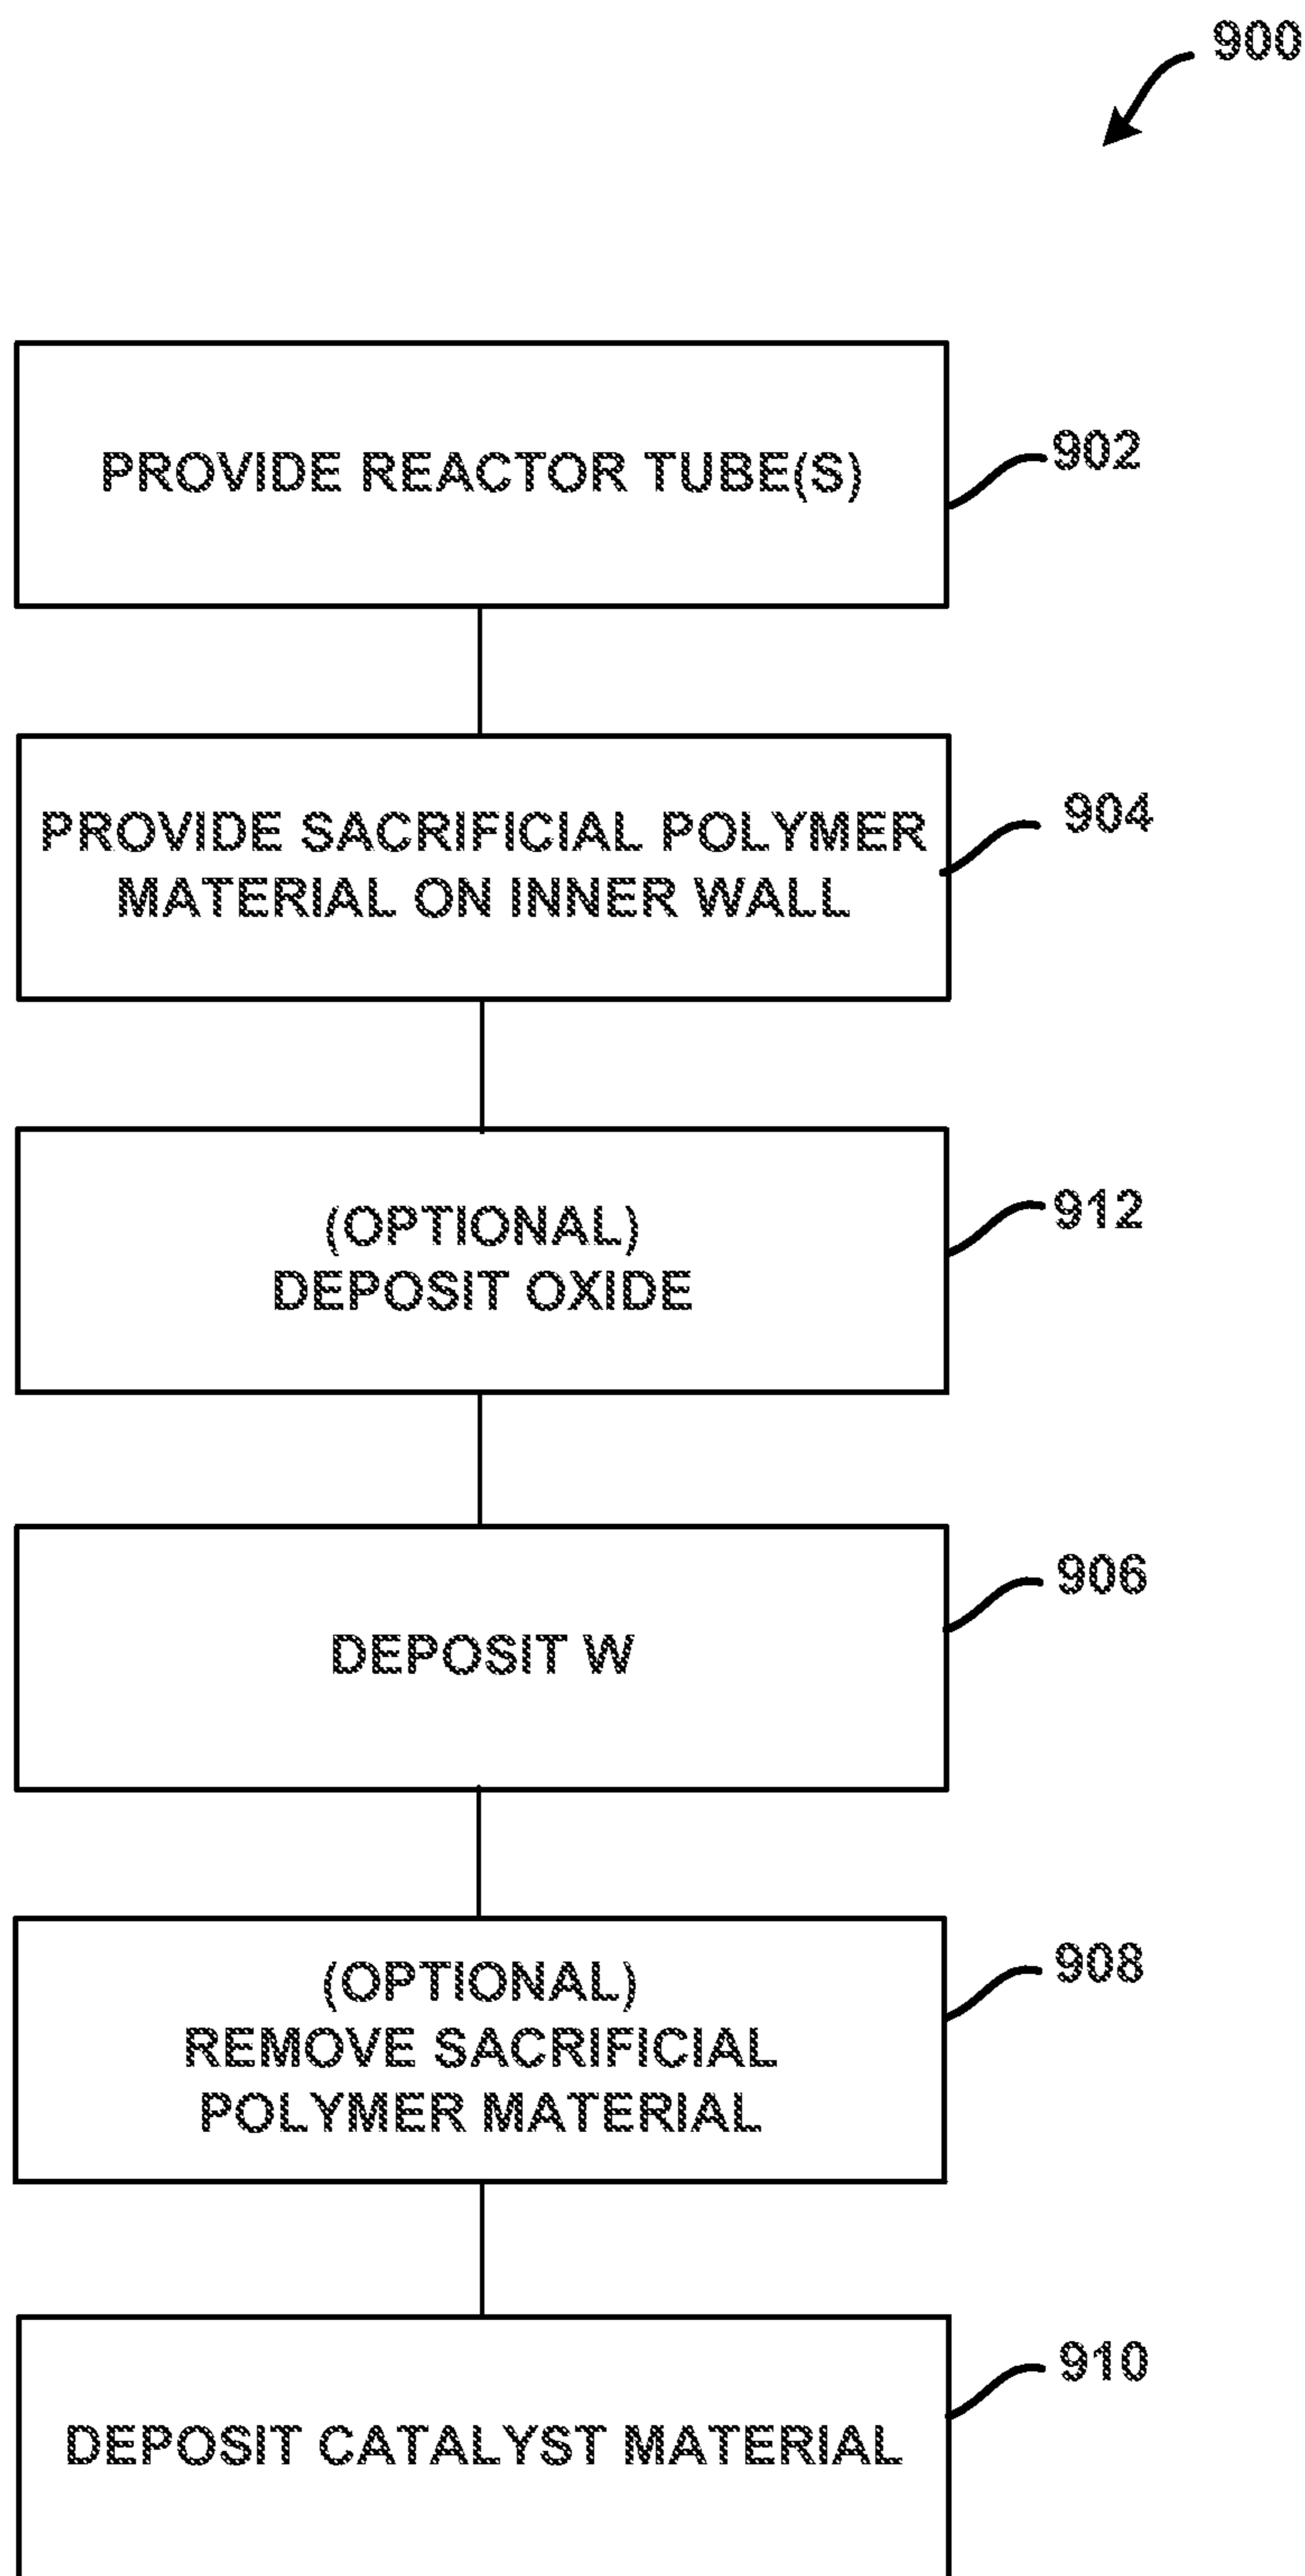 900
PROVIDE REACTOR TUBE(S)
902
PROVIDE SACRIFICIAL POLYMER
MATERIAL ON INNER WALL
904
(OPTIONAL)
DEPOSIT OXIDE
912
DEPOSIT W
906
(OPTIONAL)
REMOVE SACRIFICIAL
POLYMER MATERIAL
908
DEPOSIT CATALYST MATERIAL
910